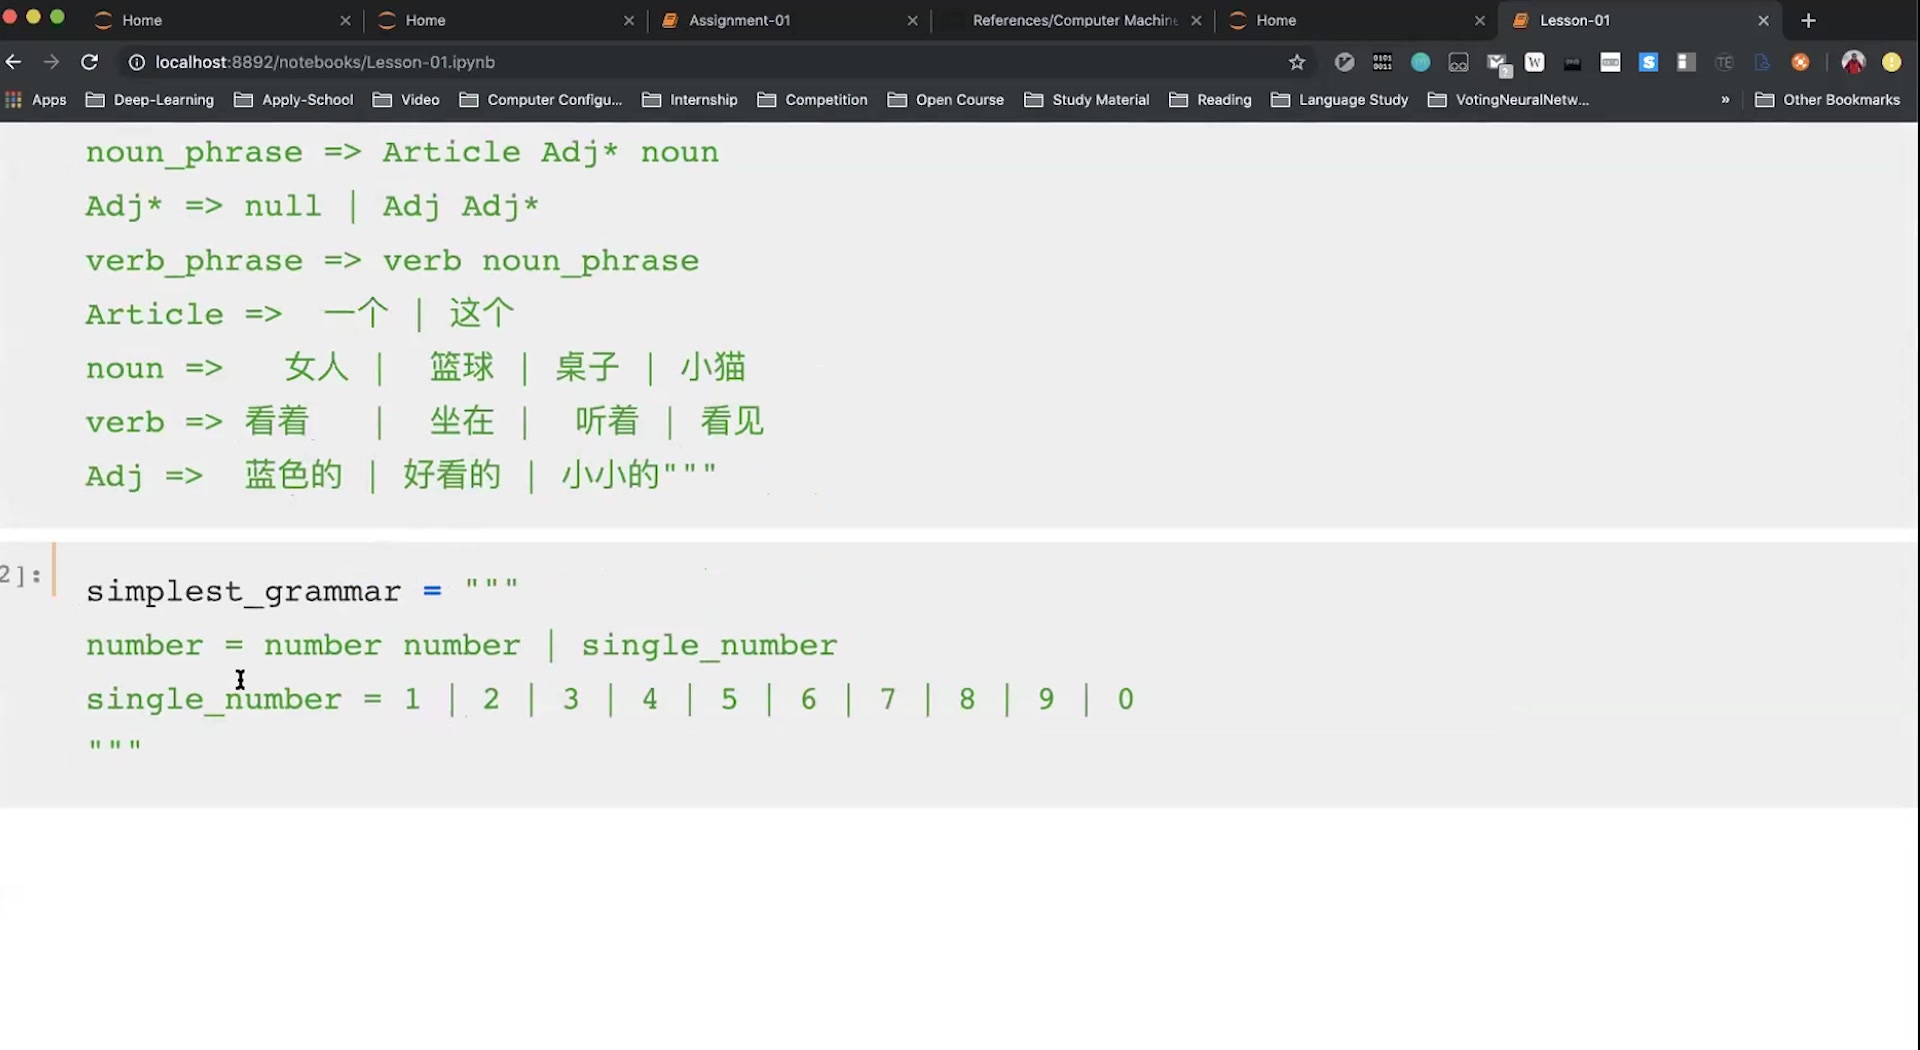 Home Home Assignment-01 References/Computer Machine Home Lesson-01
localhost:8892/notebooks/Lesson-01.ipynb
Apps Deep-Learning Apply-School Video Computer Configu... Internship Competition Open Course Study Material Reading Language Study VotingNeuralNetw... » Other Bookmarks
noun_phrase => Article Adj* noun
Adj* => null | Adj Adj*
verb_phrase => verb noun_phrase
Article => 一个 | 这个
noun => 女人 | 篮球 | 桌子 | 小猫
verb => 看着 | 坐在 | 听着 | 看见
Adj => 蓝色的 | 好看的 | 小小的"""
2]: simplest_grammar = """
number = number number | single_number
single_number = 1 | 2 | 3 | 4 | 5 | 6 | 7 | 8 | 9 | 0
"""